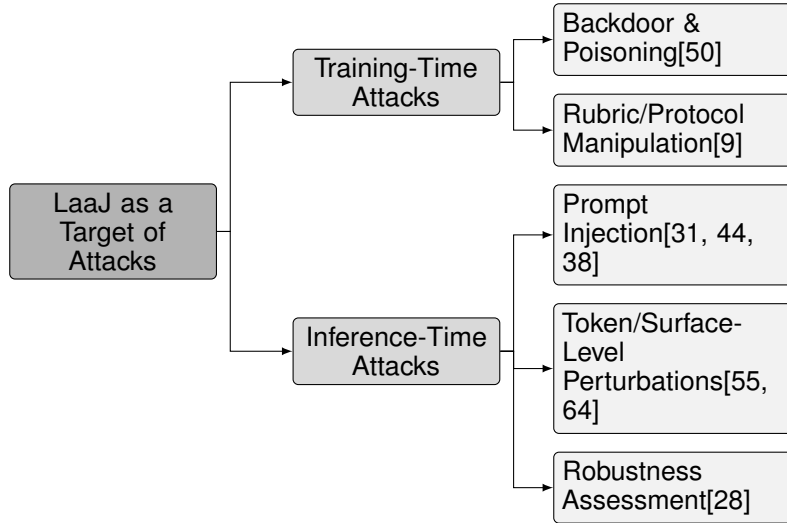 LaaJ as a
Target of
Attacks
Training-Time
Attacks
Backdoor &
Poisoning[50]
Rubric/Protocol
Manipulation[9]
Inference-Time
Attacks
Prompt
Injection[31, 44,
38]
Token/Surface-
Level
Perturbations[55,
64]
Robustness
Assessment[28]